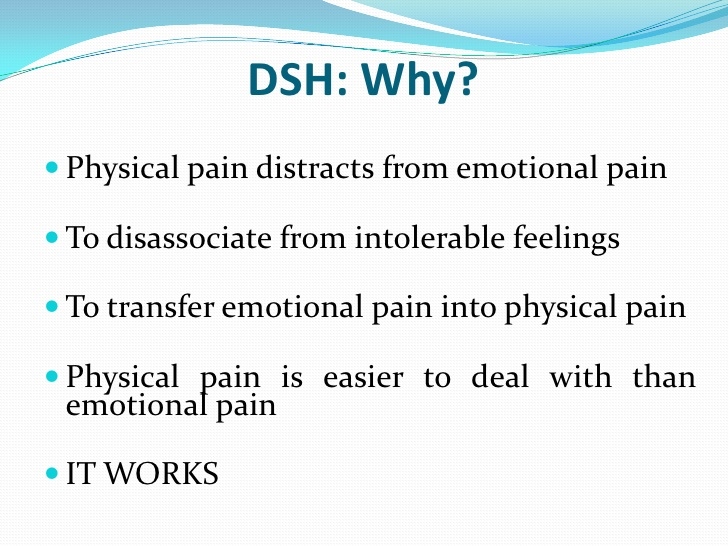 DSH: Why?
Physical pain distracts from emotional pain
To disassociate from intolerable feelings
To transfer emotional pain into physical pain
Physical pain is easier to deal with than
emotional pain
IT WORKS